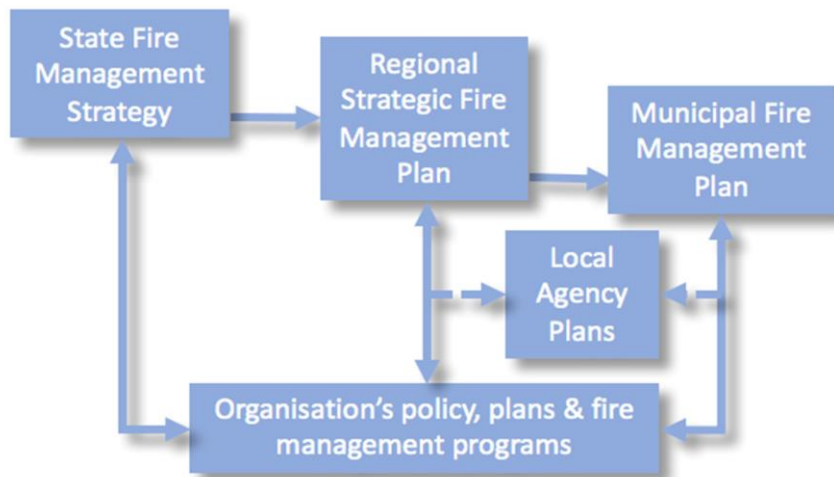 State Fire
Management
Strategy
Regional
Strategic Fire
Management
Plan
Municipal Fire
Management
Plan
Local
Agency
Plans
Organisation's policy, plans & fire
management programs